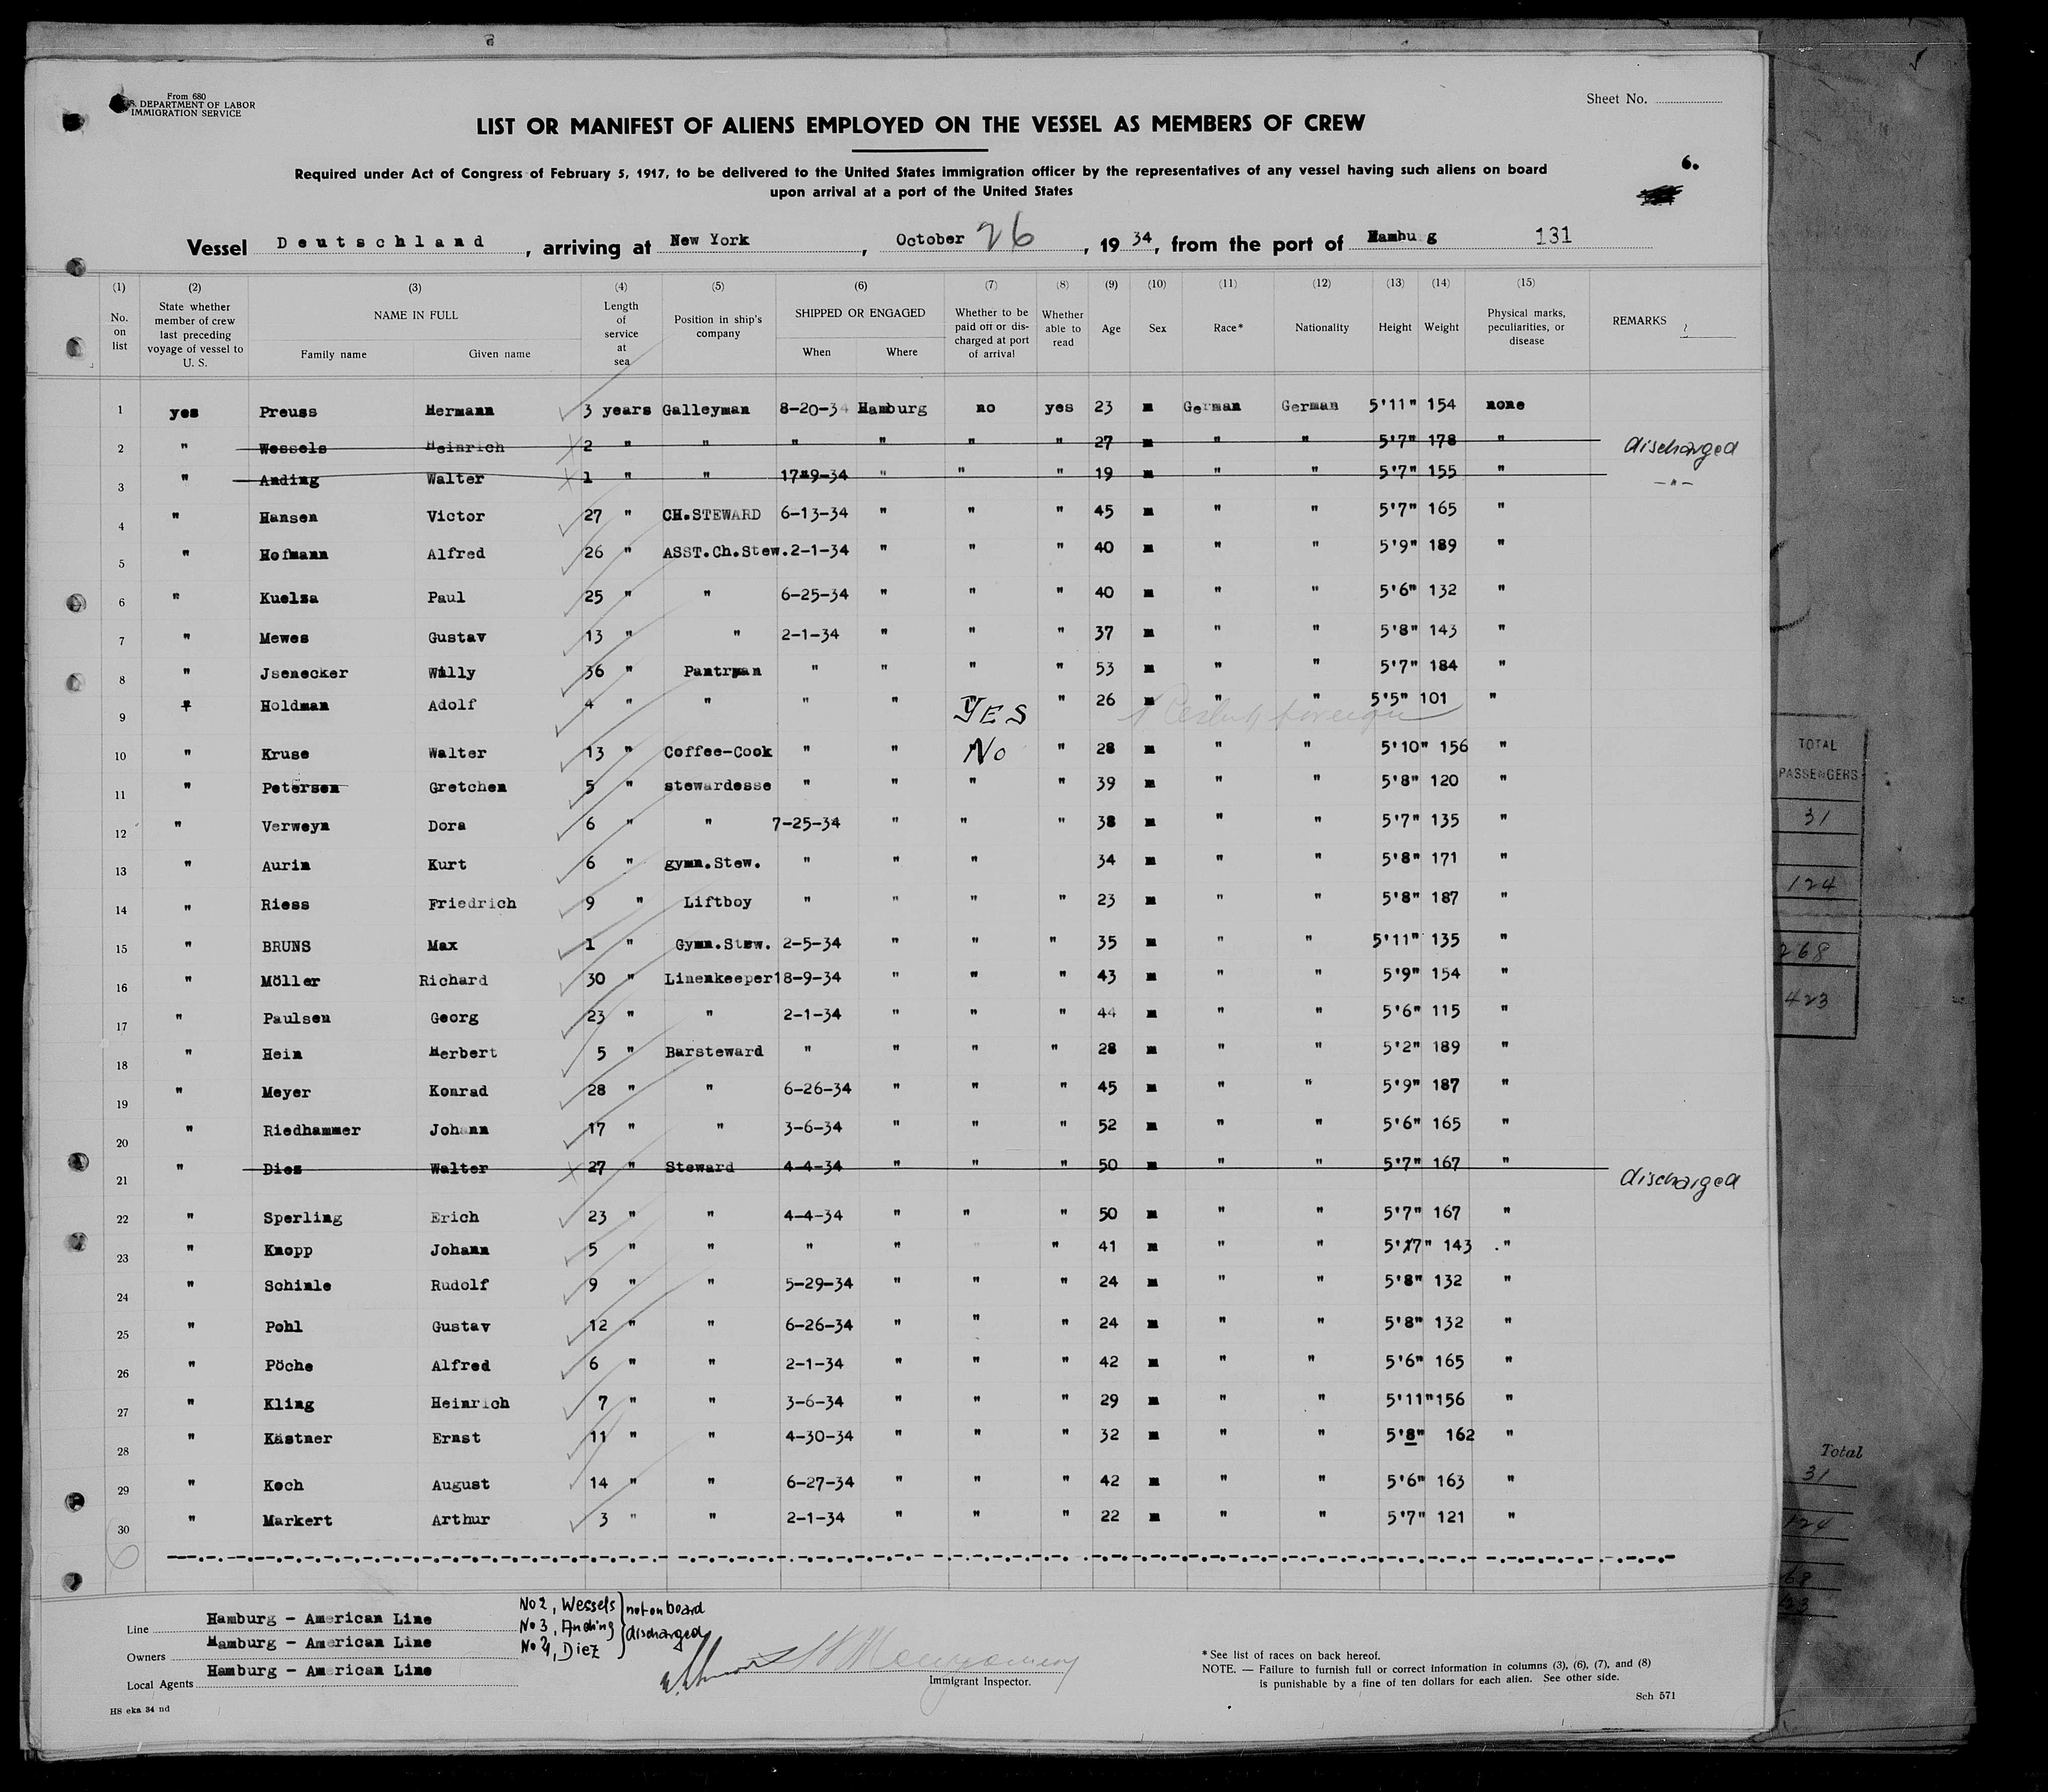 From 680
U.S. DEPARTMENT OF LABOR
IMMIGRATION SERVICE
Sheet No.
LIST OR MANIFEST OF ALIENS EMPLOYED ON THE VESSEL AS MEMBERS OF CREW
Required under Act of Congress of February 5, 1917, to be delivered to the United States immigration officer by the representatives of any vessel having such aliens on board
upon arrival at a port of the United States
6.
Vessel Deutschland, arriving at New York, October 26, 1934, from the port of Hamburg 131
(1) (2) (3) (4) (5) (6) (7) (8) (9) (10) (11) (12) (13) (14) (15)
No. on list | State whether member of crew last preceding voyage of vessel to U. S. | NAME IN FULL Family name Given name | Length of service at sea | Position in ship's company | SHIPPED OR ENGAGED When Where | Whether to be paid off or discharged at port of arrival | Whether able to read | Age | Sex | Race* | Nationality | Height | Weight | Physical marks, peculiarities, or disease | REMARKS
1 yes Preuss Hermann 3 years Galleyman 8-20-34 Hamburg no yes 23 m German German 5'11" 154 none
2 " Wessels Heinrich 2 " " " " " " 27 m " " 5'7" 178 " discharged
3 " Anding Walter 1 " " 17-9-34 " " " 19 m " " 5'7" 155 " -"-
4 " Hansen Victor 27 " CH.STEWARD 6-13-34 " " " 45 m " " 5'7" 165 "
5 " Hofmann Alfred 26 " ASST.Ch.Stew. 2-1-34 " " " 40 m " " 5'9" 189 "
6 " Kuelsa Paul 25 " " 6-25-34 " " " 40 m " " 5'6" 132 "
7 " Mewes Gustav 13 " " 2-1-34 " " " 37 m " " 5'8" 143 "
8 " Jsenecker Willy 36 " Pantryman " " " " 53 m " " 5'7" 184 "
9 " Holdman Adolf 4 " " " " YES " 26 m " " 5'5" 101 "
10 " Kruse Walter 13 " Coffee-Cook " " No " 28 m " " 5'10" 156 "
11 " Petersen Gretchen 5 " stewardesse " " " " 39 m " " 5'8" 120 "
12 " Verweyn Dora 6 " " 7-25-34 " " " 38 m " " 5'7" 135 "
13 " Aurin Kurt 6 " gymn.Stew. " " " 34 m " " 5'8" 171 "
14 " Riess Friedrich 9 " Liftboy " " " " 23 m " " 5'8" 187 "
15 " BRUNS Max 1 " Gymn.Stew. 2-5-34 " " " 35 m " " 5'11" 135 "
16 " Möller Richard 30 " Linenkeeper 18-9-34 " " " 43 m " " 5'9" 154 "
17 " Paulsen Georg 23 " " 2-1-34 " " " 44 m " " 5'6" 115 "
18 " Hein Herbert 5 " Barsteward " " " " 28 m " " 5'2" 189 "
19 " Meyer Konrad 28 " " 6-26-34 " " " 45 m " " 5'9" 187 "
20 " Riedhammer Johann 17 " " 3-6-34 " " " 52 m " " 5'6" 165 "
21 " Diez Walter 27 " Steward 4-4-34 " " " 50 m " " 5'7" 167 " discharged
22 " Sperling Erich 23 " " 4-4-34 " " " 50 m " " 5'7" 167 "
23 " Knopp Johann 5 " " " " " " 41 m " " 5'7" 143 "
24 " Schinle Rudolf 9 " " 5-29-34 " " " 24 m " " 5'8" 132 "
25 " Pohl Gustav 12 " " 6-26-34 " " " 24 m " " 5'8" 132 "
26 " Pöche Alfred 6 " " 2-1-34 " " " 42 m " " 5'6" 165 "
27 " Kling Heinrich 7 " " 3-6-34 " " " 29 m " " 5'11" 156 "
28 " Kästner Ernst 11 " " 4-30-34 " " " 32 m " " 5'8" 162 "
29 " Koch August 14 " " 6-27-34 " " " 42 m " " 5'6" 163 "
30 " Markert Arthur 3 " " 2-1-34 " " " 22 m " " 5'7" 121 "
Line Hamburg - American Line
Owners Hamburg - American Line
Local Agents Hamburg - American Line
No 2, Wessels
No 3, Anding
No 21, Diez
not on board
discharged
Immigrant Inspector.
* See list of races on back hereof.
NOTE. — Failure to furnish full or correct information in columns (3), (6), (7), and (8)
is punishable by a fine of ten dollars for each alien. See other side.
HS eka 34 nd
Sch 571
TOTAL
PASSENGERS
31
124
268
423
Total
31
124